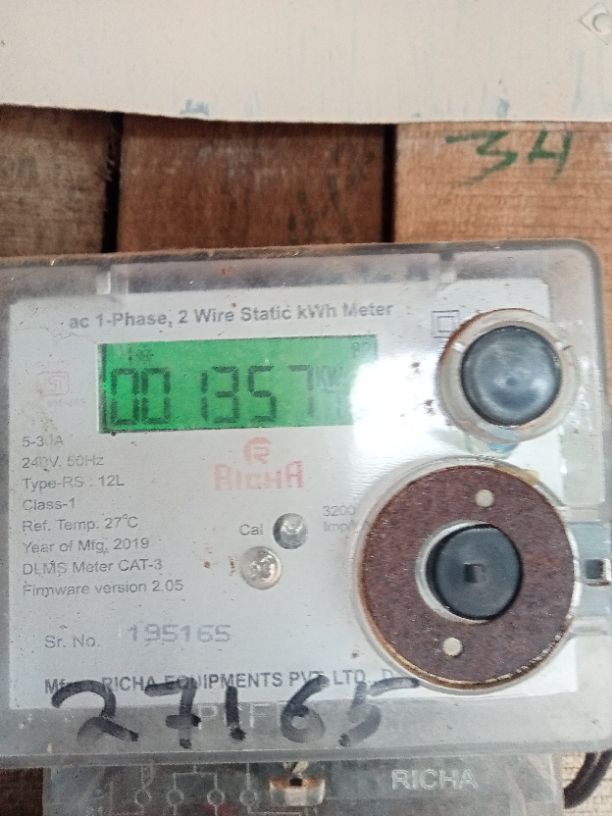 34
ac 1-Phase, 2 Wire Static kWh Meter
001357
5-30A
240V, 50Hz
Type-RS : 12L
Class-1
Ref. Temp. 27°C
Year of Mfg, 2019
DLMS Meter CAT-3
Firmware version 2.05
RICHA
Cal
3200
Imp/
Sr. No. 195165
RICHA EQUIPMENTS PVT. LTD.
27165
RICHA